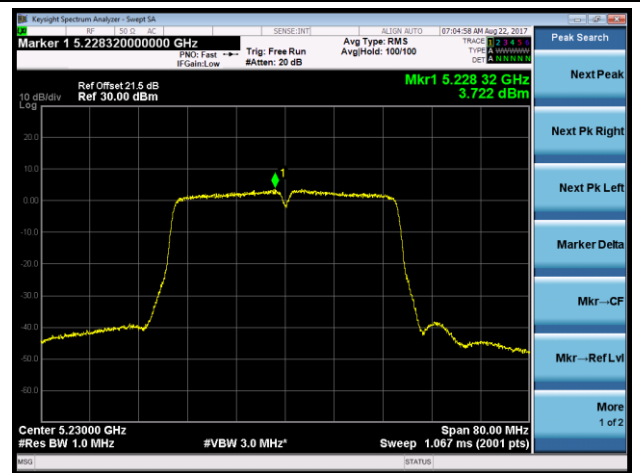 Keysight Spectrum Analyzer - Swept SA
RF 50 Ω AC SENSE:INT ALIGN AUTO 07:04:58 AM Aug 22, 2017
Marker 1 5.228320000000 GHz
PNO: Fast
IFGain:Low
Trig: Free Run
#Atten: 20 dB
Avg Type: RMS
Avg|Hold: 100/100
TRACE 1 2 3 4 5 6
TYPE A WWWWW
DET A N N N N N
Peak Search
Mkr1 5.228 32 GHz
3.722 dBm
Ref Offset 21.5 dB
10 dB/div Ref 30.00 dBm
Log
20.0
10.0
0.00
-10.0
-20.0
-30.0
-40.0
-50.0
-60.0
1
Next Peak
Next Pk Right
Next Pk Left
Marker Delta
Mkr→CF
Mkr→Ref Lvl
More
1 of 2
Center 5.23000 GHz Span 80.00 MHz
#Res BW 1.0 MHz #VBW 3.0 MHz* Sweep 1.067 ms (2001 pts)
MSG STATUS